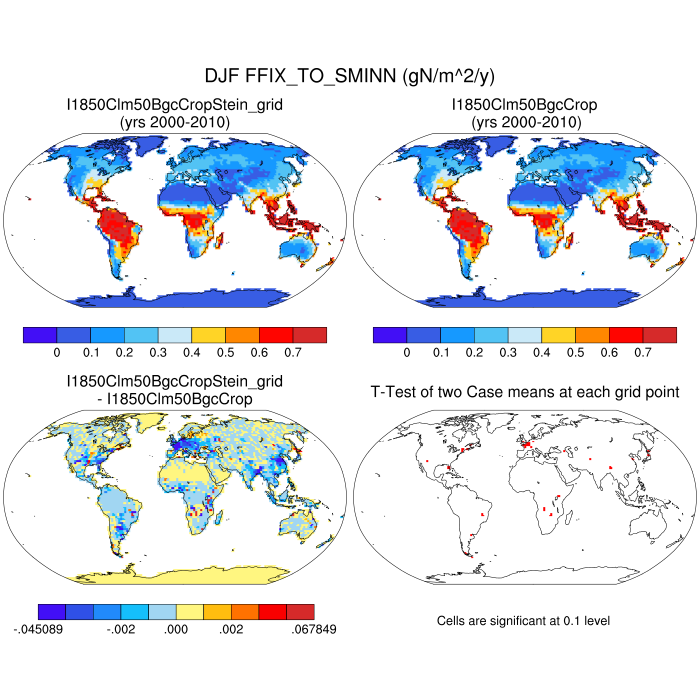 DJF FFIX_TO_SMINN (gN/m^2/y)
I1850Clm50BgcCropStein_grid
(yrs 2000-2010)
I1850Clm50BgcCrop
(yrs 2000-2010)
0 0.1 0.2 0.3 0.4 0.5 0.6 0.7
0 0.1 0.2 0.3 0.4 0.5 0.6 0.7
I1850Clm50BgcCropStein_grid
- I1850Clm50BgcCrop
T-Test of two Case means at each grid point
-.045089 -.002 .000 .002 .067849
Cells are significant at 0.1 level